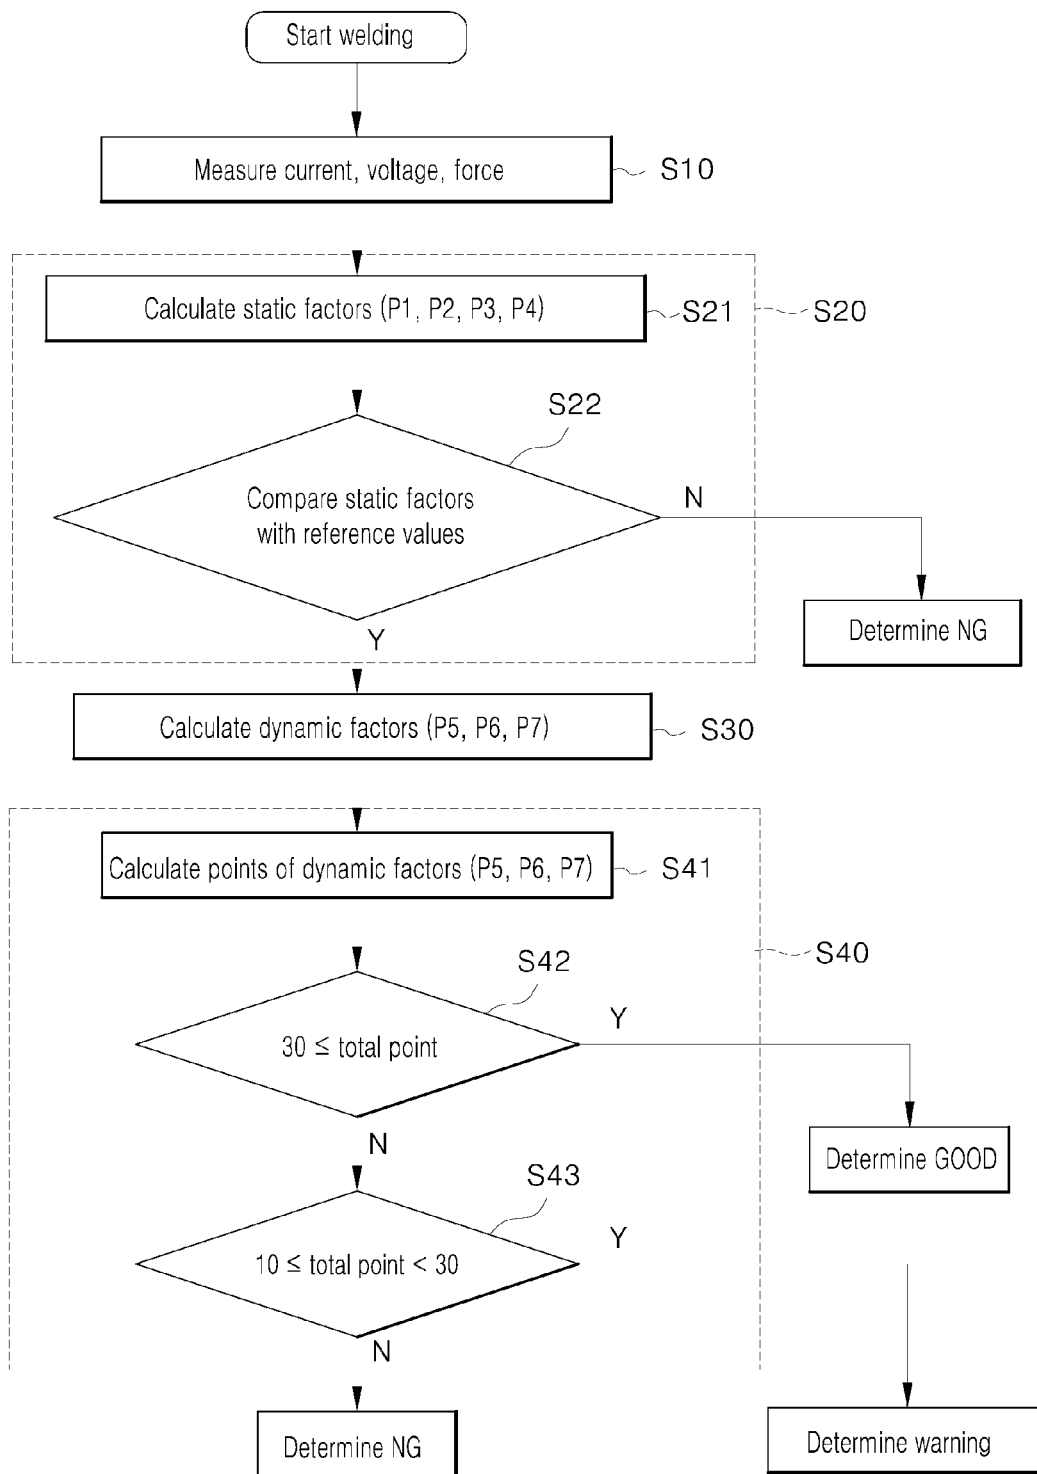 Start welding
Measure current, voltage, force
S10
Calculate static factors (P1, P2, P3, P4)
S21
S20
S22
Compare static factors
with reference values
N
Determine NG
Y
Calculate dynamic factors (P5, P6, P7)
S30
Calculate points of dynamic factors (P5, P6, P7)
S41
S40
S42
30 ≤ total point
Y
N
Determine GOOD
S43
10 ≤ total point < 30
Y
N
Determine NG
Determine warning